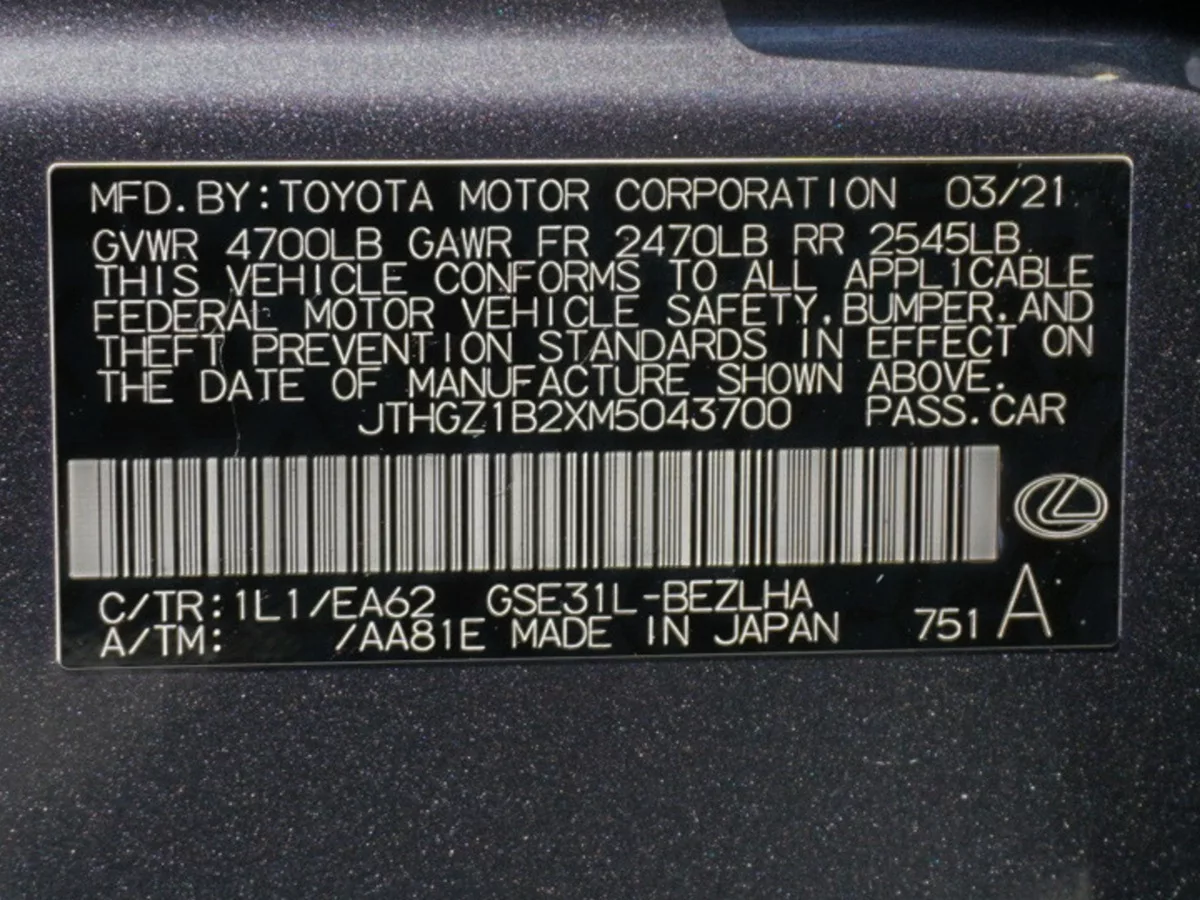 MFD.BY:TOYOTA MOTOR CORPORATION 03/21
GVWR 4700LB GAWR FR 2470LB RR 2545LB
THIS VEHICLE CONFORMS TO ALL APPLICABLE
FEDERAL MOTOR VEHICLE SAFETY,BUMPER,AND
THEFT PREVENTION STANDARDS IN EFFECT ON
THE DATE OF MANUFACTURE SHOWN ABOVE.
JTHGZ1B2XM5043700 PASS.CAR
C/TR:1L1/EA62 GSE31L-BEZLHA
A/TM: /AA81E MADE IN JAPAN 751 A